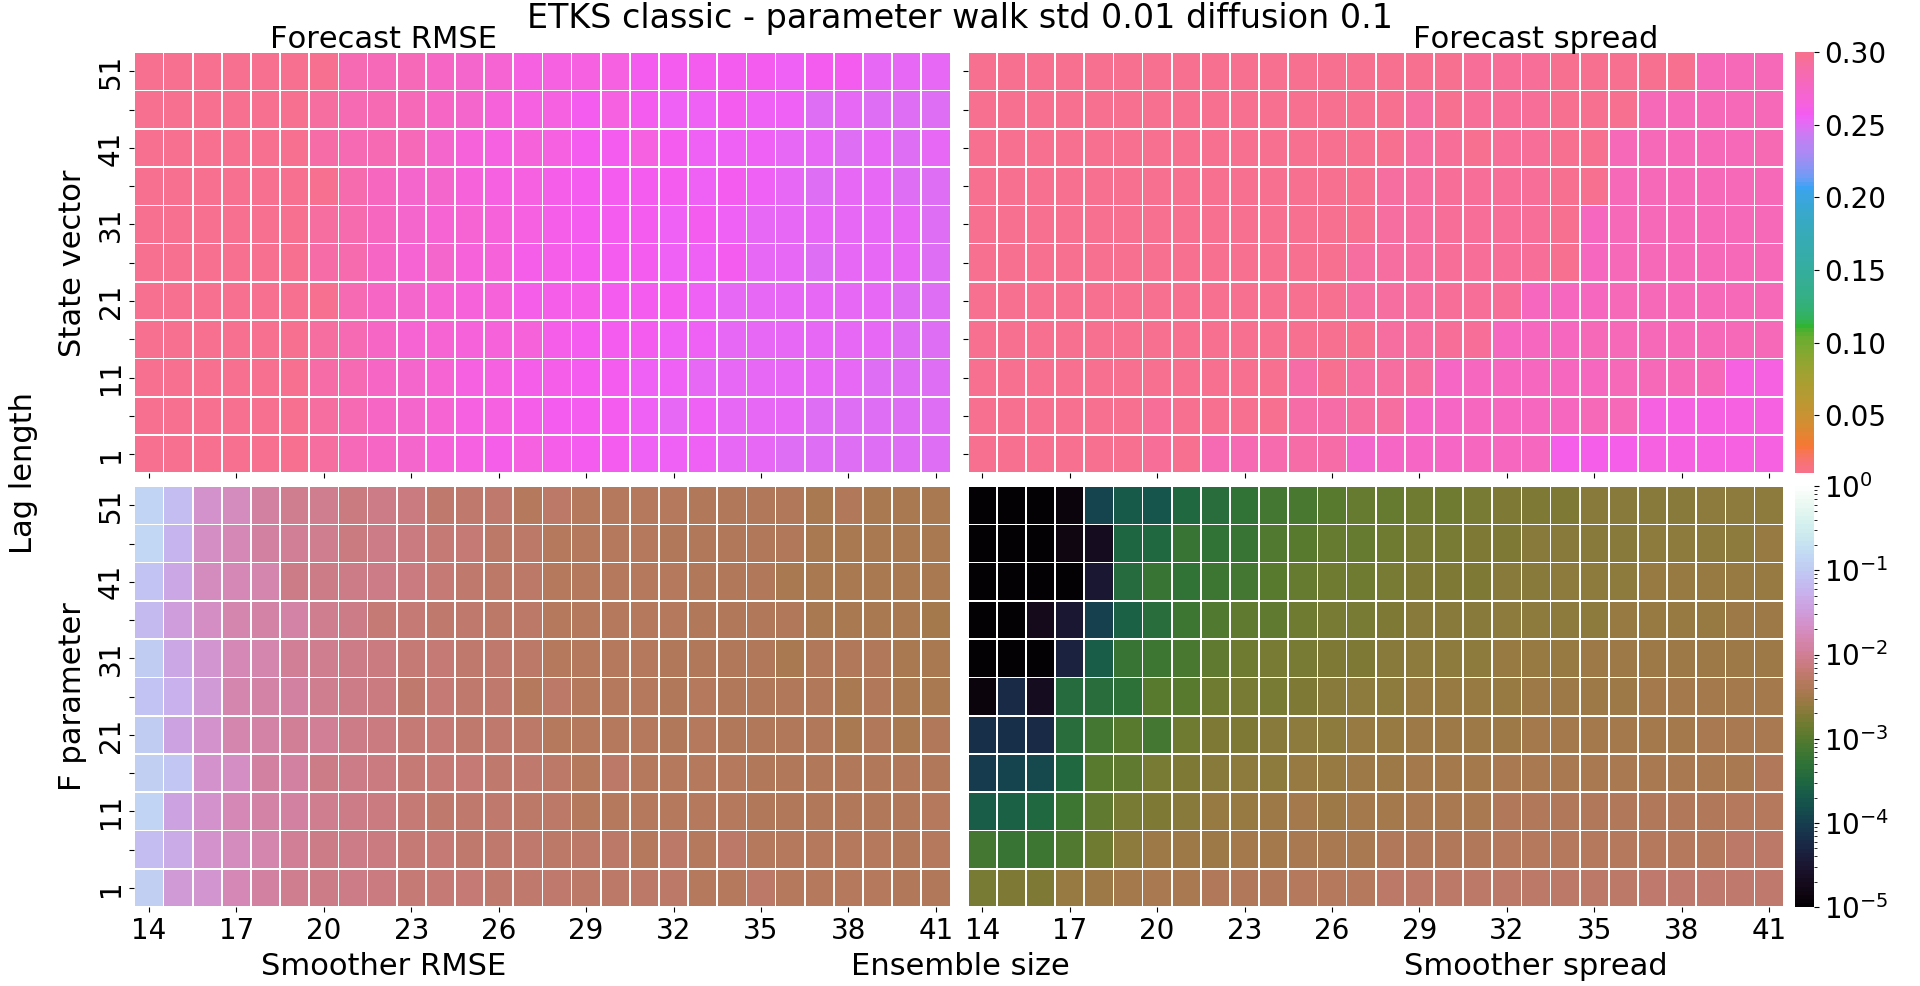 ETKS classic - parameter walk std 0.01 diffusion 0.1
Forecast RMSE
Forecast spread
Lag length
State vector
51
41
31
21
11
1
0.30
0.25
0.20
0.15
0.10
0.05
F parameter
51
41
31
21
11
1
10⁰
10⁻¹
10⁻²
10⁻³
10⁻⁴
10⁻⁵
14 17 20 23 26 29 32 35 38 41
14 17 20 23 26 29 32 35 38 41
Smoother RMSE
Ensemble size
Smoother spread